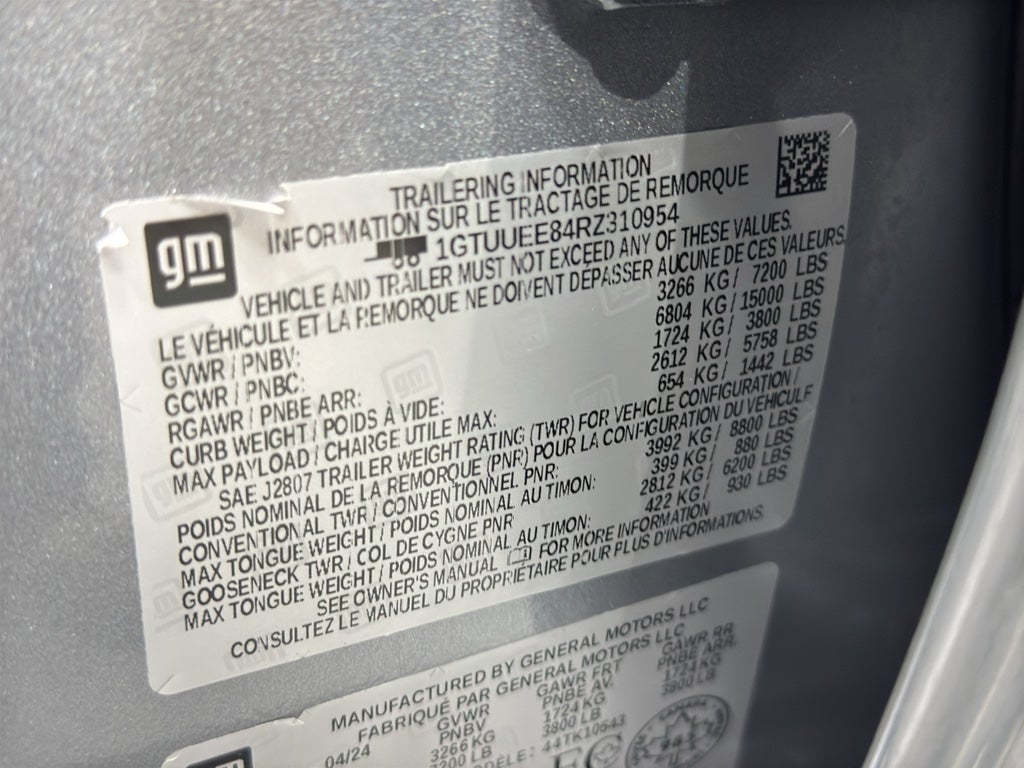 gm
TRAILERING INFORMATION
INFORMATION SUR LE TRACTAGE DE REMORQUE
1GTUUEE84RZ310954
VEHICLE AND TRAILER MUST NOT EXCEED ANY OF THESE VALUES.
LE VÉHICULE ET LA REMORQUE NE DOIVENT DÉPASSER AUCUNE DE CES VALEURS.
GVWR / PNBV: 3266 KG / 7200 LBS
GCWR / PNBC: 6804 KG / 15000 LBS
RGAWR / PNBE ARR: 1724 KG / 3800 LBS
CURB WEIGHT / POIDS À VIDE: 2612 KG / 5758 LBS
MAX PAYLOAD / CHARGE UTILE MAX: 654 KG / 1442 LBS
SAE J2807 TRAILER WEIGHT RATING (TWR) FOR VEHICLE CONFIGURATION /
POIDS NOMINAL DE LA REMORQUE (PNR) POUR LA CONFIGURATION DU VEHICULE
CONVENTIONAL TWR / CONVENTIONNEL PNR: 3992 KG / 8800 LBS
MAX TONGUE WEIGHT / POIDS NOMINAL AU TIMON: 399 KG / 880 LBS
GOOSENECK TWR / COL DE CYGNE PNR 2812 KG / 6200 LBS
MAX TONGUE WEIGHT / POIDS NOMINAL AU TIMON: 422 KG / 930 LBS
SEE OWNER'S MANUAL FOR MORE INFORMATION
CONSULTEZ LE MANUEL DU PROPRIÉTAIRE POUR PLUS D'INFORMATIONS.
MANUFACTURED BY GENERAL MOTORS LLC
FABRIQUÉ PAR GENERAL MOTORS LLC
04/24 GVWR GAWR FRT GAWR RR
PNBV PNBE AV. PNBE ARR.
3266 KG 1724 KG 1724 KG
7200 LB 3800 LB 3800 LB
MODÈLE: 44TK10543
CANADA